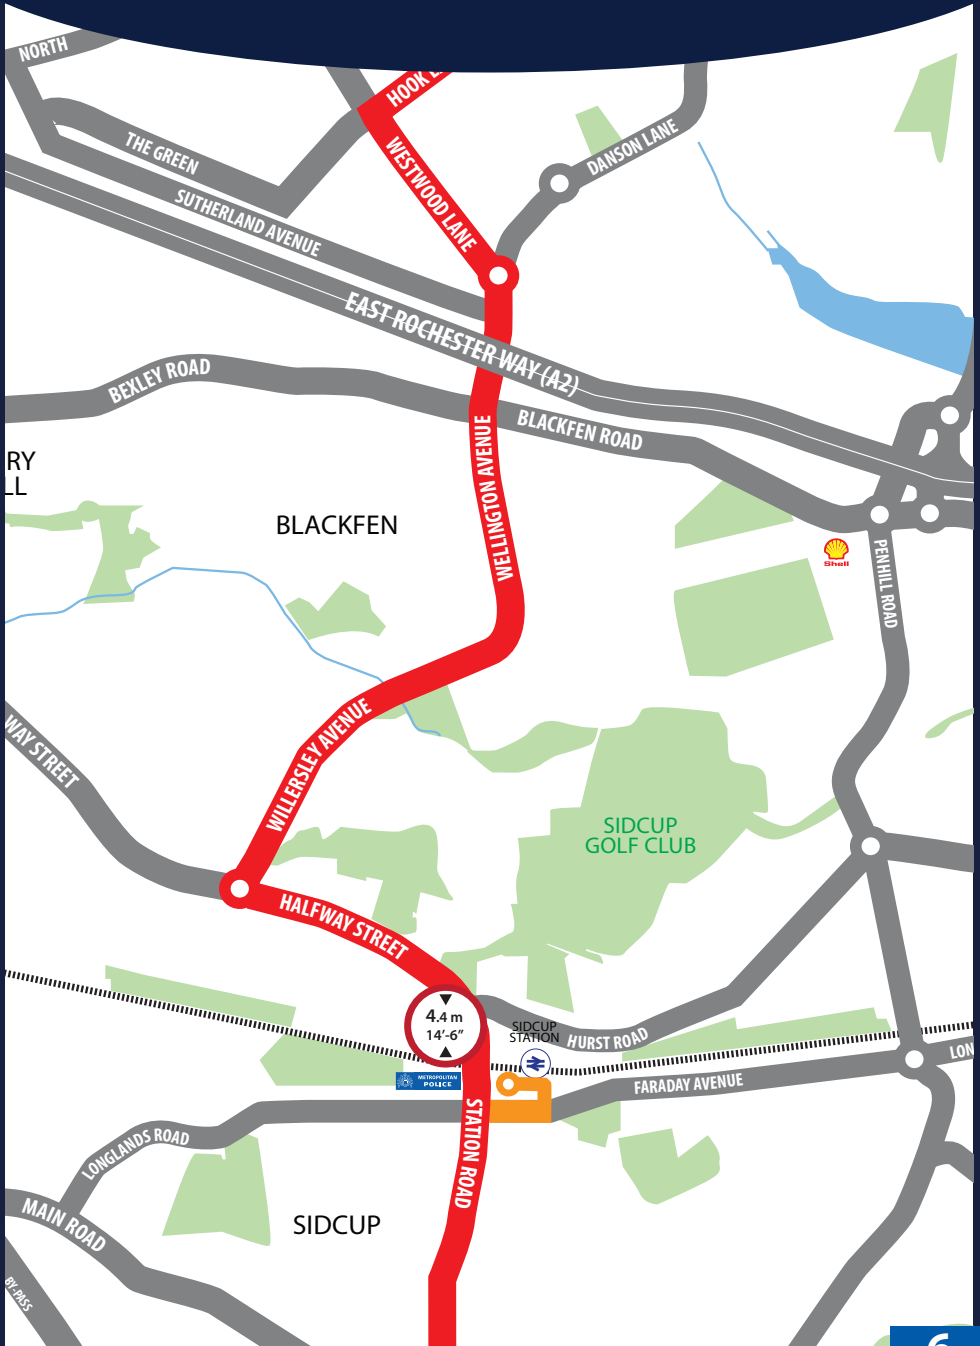 NORTH
HOOK
THE GREEN
WESTWOOD LANE
DANSON LANE
SUTHERLAND AVENUE
EAST ROCHESTER WAY (A2)
BEXLEY ROAD
BLACKFEN ROAD
WELLINGTON AVENUE
RY
LL
BLACKFEN
Shell
PENHILL ROAD
WAY STREET
WILLERSLEY AVENUE
SIDCUP
GOLF CLUB
HALFWAY STREET
4.4 m
14'-6"
SIDCUP
STATION
HURST ROAD
LON
METROPOLITAN
POLICE
FARADAY AVENUE
STATION ROAD
LONGLANDS ROAD
MAIN ROAD
SIDCUP
BY-PASS
6